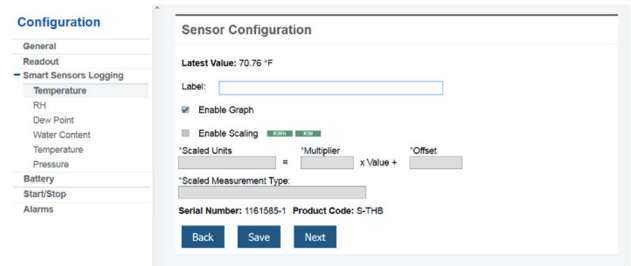 Configuration
General
Readout
Smart Sensors Logging
Temperature
RH
Dew Point
Water Content
Temperature
Pressure
Battery
Start/Stop
Alarms
Sensor Configuration
Latest Value: 70.76 °F
Label:
Enable Graph
Enable Scaling KWh KW
*Scaled Units *Multiplier *Offset
= x Value +
*Scaled Measurement Type:
Serial Number: 1161585-1 Product Code: S-THB
Back Save Next